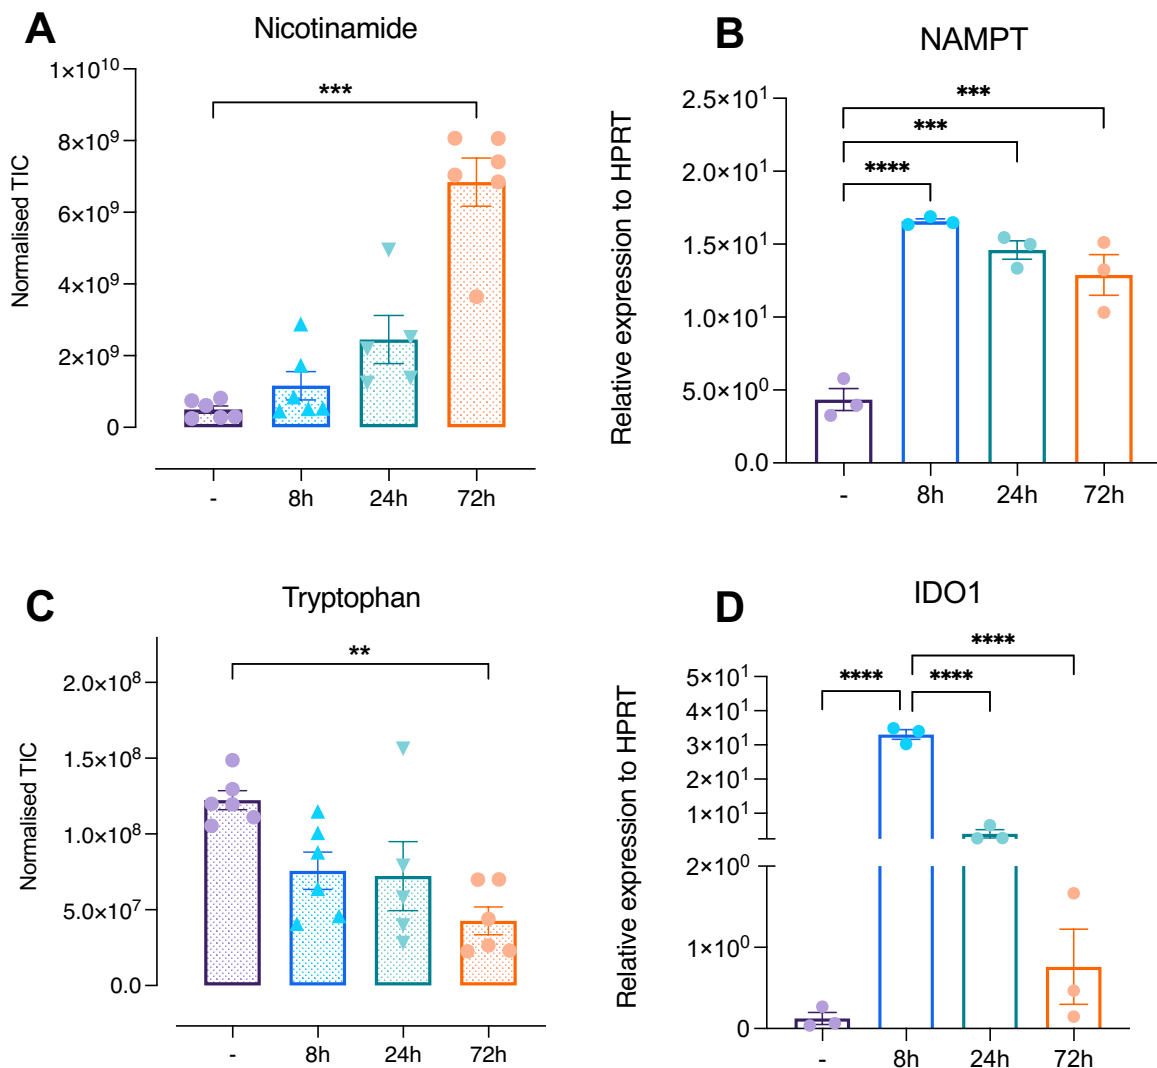 A
Nicotinamide
Normalised TIC
1×10¹⁰
8×10⁹
6×10⁹
4×10⁹
2×10⁹
0
***
- 8h 24h 72h
B
NAMPT
Relative expression to HPRT
2.5×10¹
2.0×10¹
1.5×10¹
1.0×10¹
5.0×10⁰
0.0
***
***
****
- 8h 24h 72h
C
Tryptophan
Normalised TIC
2.0×10⁸
1.5×10⁸
1.0×10⁸
5.0×10⁷
0.0
**
- 8h 24h 72h
D
IDO1
Relative expression to HPRT
5×10¹
4×10¹
3×10¹
2×10¹
1×10¹
2×10⁰
1×10⁰
0
****
**** ****
- 8h 24h 72h